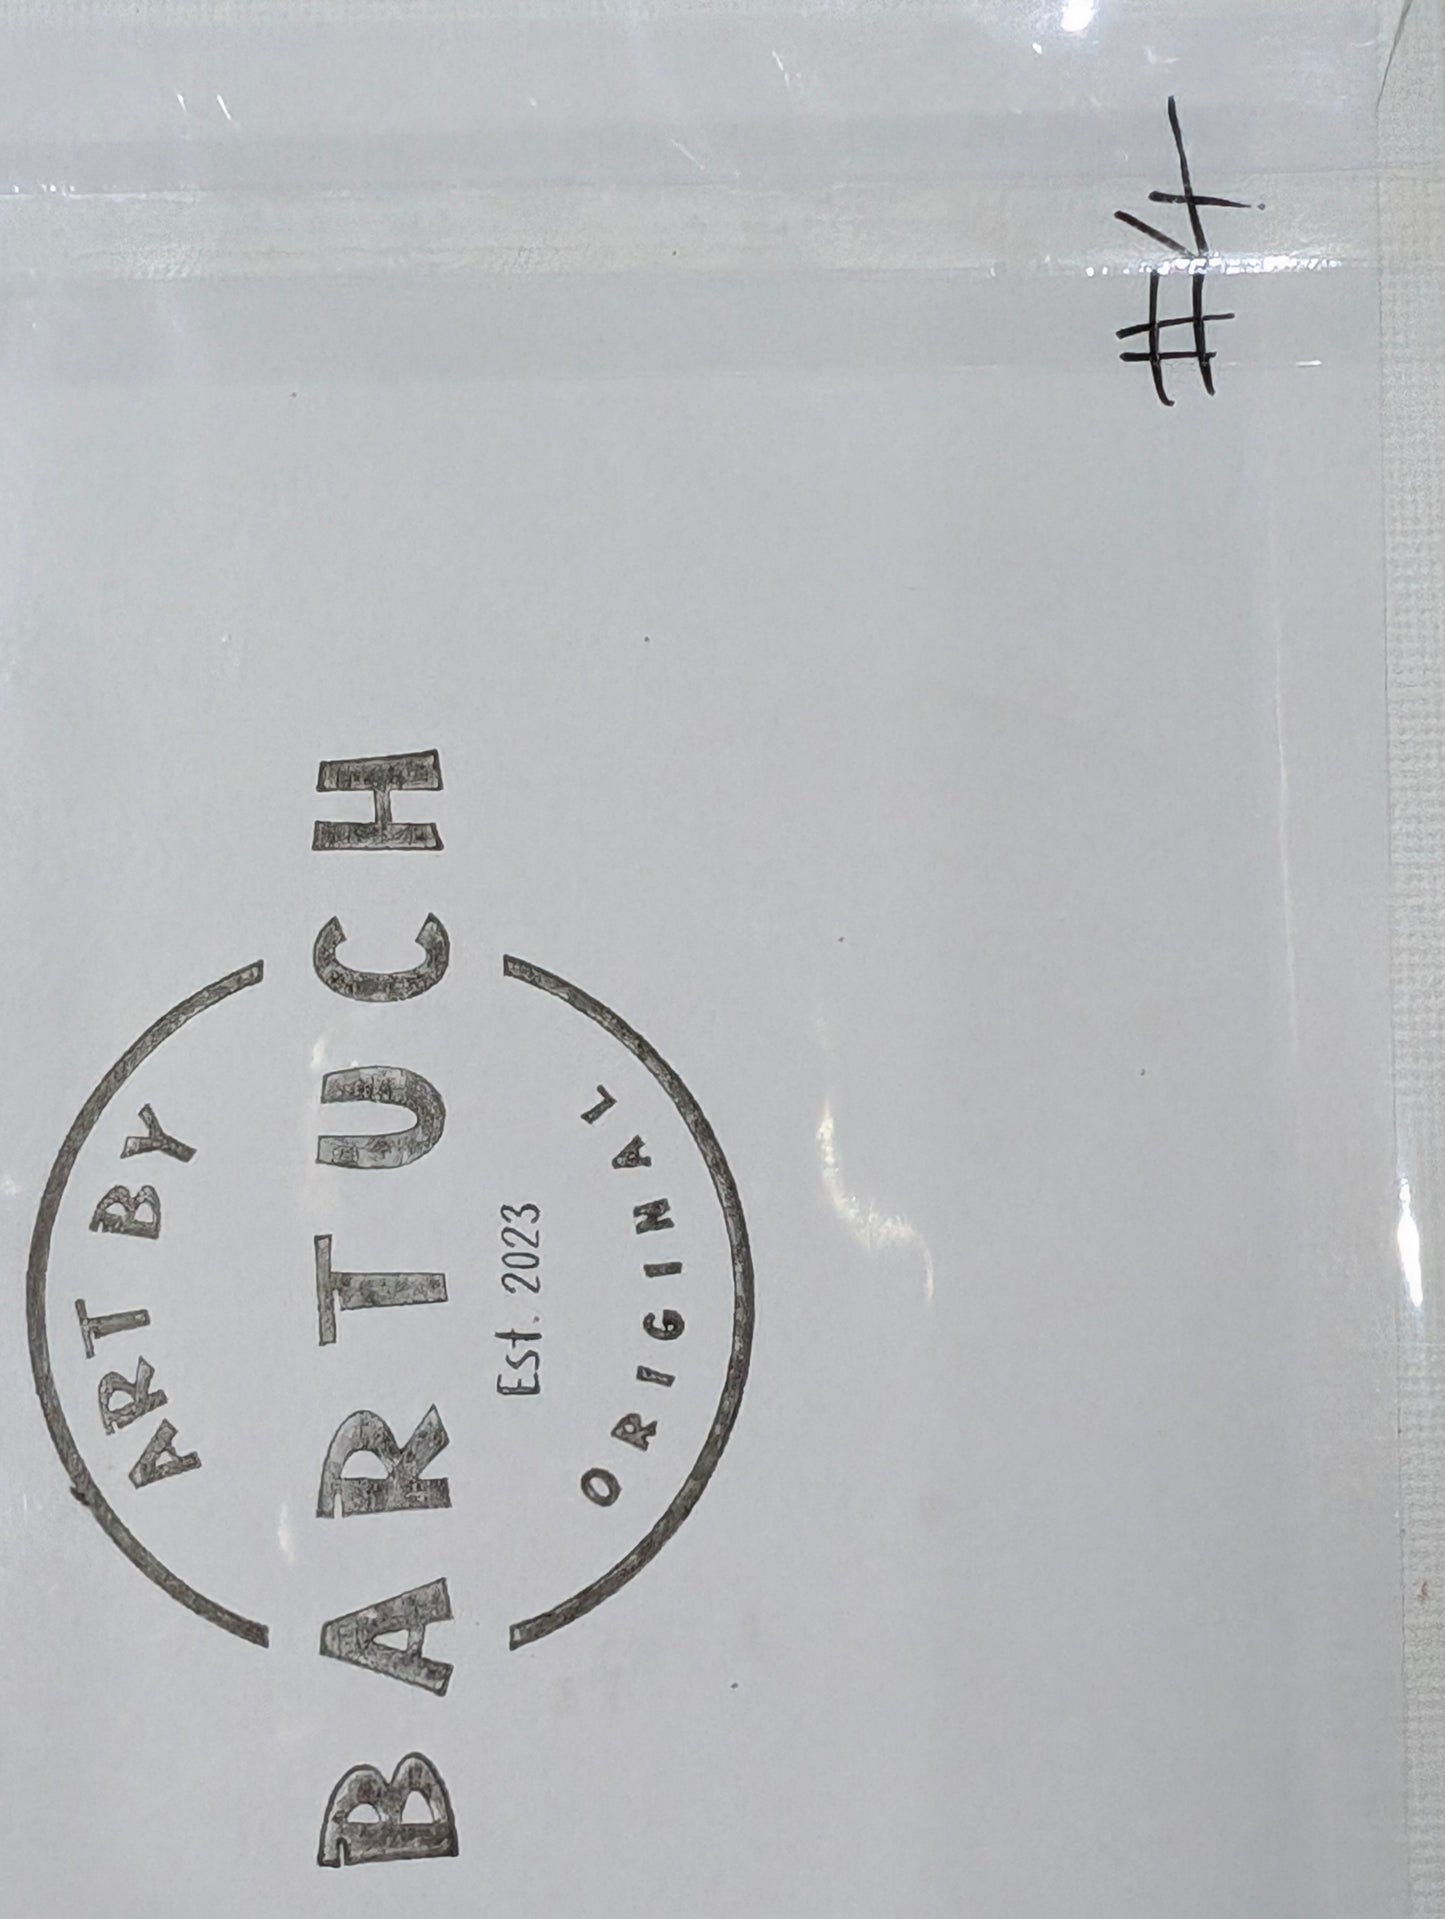 #4
ART BY
BARTUCH
Est. 2023
ORIGINAL